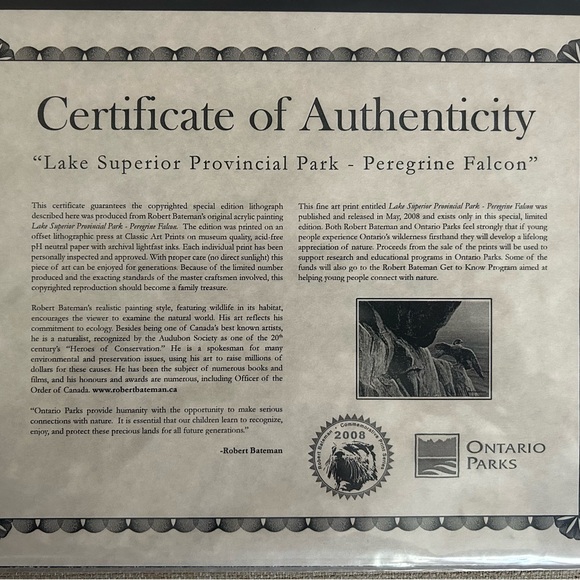 Certificate of Authenticity
“Lake Superior Provincial Park - Peregrine Falcon”
This certificate guarantees the copyrighted special edition lithograph
described here was produced from Robert Bateman's original acrylic painting
Lake Superior Provincial Park - Peregrine Falcon. The edition was printed on an
offset lithographic press at Classic Art Prints on museum quality, acid-free
pH neutral paper with archival lightfast inks. Each individual print has been
personally inspected and approved. With proper care (no direct sunlight) this
piece of art can be enjoyed for generations. Because of the limited number
produced and the exacting standards of the master craftsmen involved, this
copyrighted reproduction should become a family treasure.
Robert Bateman's realistic painting style, featuring wildlife in its habitat,
encourages the viewer to examine the natural world. His art reflects his
commitment to ecology. Besides being one of Canada's best known artists,
he is a naturalist, recognized by the Audubon Society as one of the 20th
century's “Heroes of Conservation.” He is a spokesman for many
environmental and preservation issues, using his art to raise millions of
dollars for these causes. He has been the subject of numerous books and
films, and his honours and awards are numerous, including Officer of the
Order of Canada. www.robertbateman.ca
“Ontario Parks provide humanity with the opportunity to make serious
connections with nature. It is essential that our children learn to recognize,
enjoy, and protect these precious lands for all future generations.”
-Robert Bateman
This fine art print entitled Lake Superior Provincial Park - Peregrine Falcon was
published and released in May, 2008 and exists only in this special, limited
edition. Both Robert Bateman and Ontario Parks feel strongly that if young
people experience Ontario's wilderness firsthand they will develop a lifelong
appreciation of nature. Proceeds from the sale of the prints will be used to
support research and educational programs in Ontario Parks. Some of the
funds will also go to the Robert Bateman Get to Know Program aimed at
helping young people connect with nature.
Robert Bateman Commemorative Print Series
2008
ONTARIO
PARKS